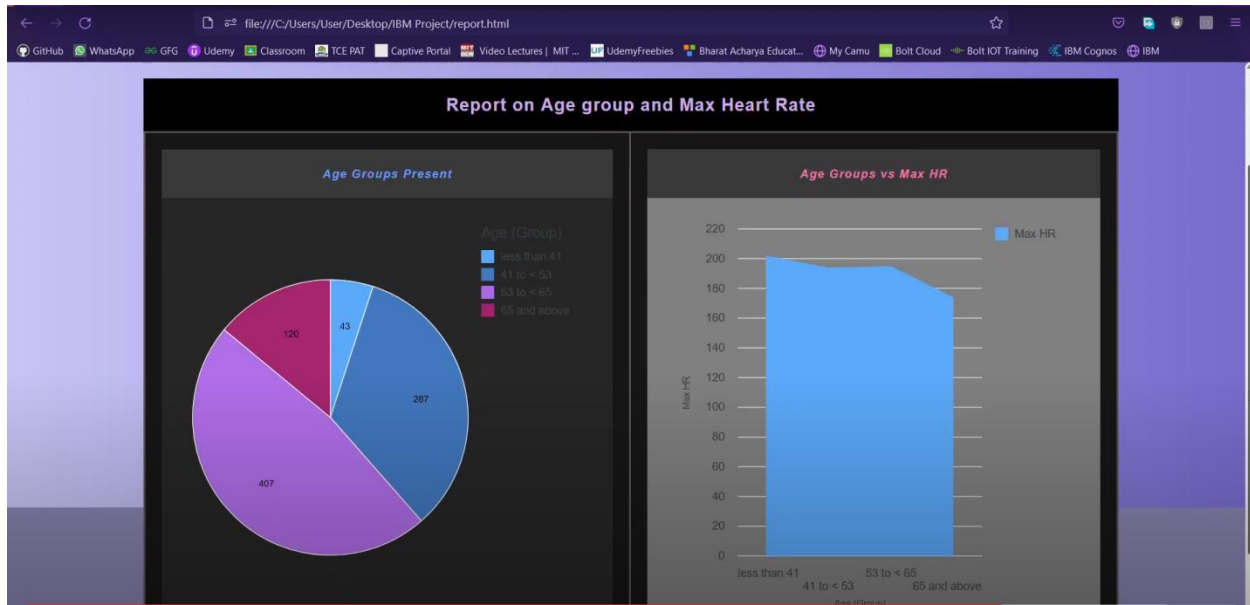 file:///C:/Users/User/Desktop/IBM Project/report.html
GitHub WhatsApp GFG Udemy Classroom TCE PAT Captive Portal Video Lectures | MIT ... UdemyFreebies Bharat Acharya Educat... My Camu Bolt Cloud Bolt IOT Training IBM Cognos IBM
Report on Age group and Max Heart Rate
Age Groups Present
Age (Group)
less than 41
41 to < 53
53 to < 65
65 and above
43
287
407
120
Age Groups vs Max HR
Max HR
220
200
180
160
140
120
100
80
60
40
20
0
Max HR
less than 41
41 to < 53
53 to < 65
65 and above
Age (Group)